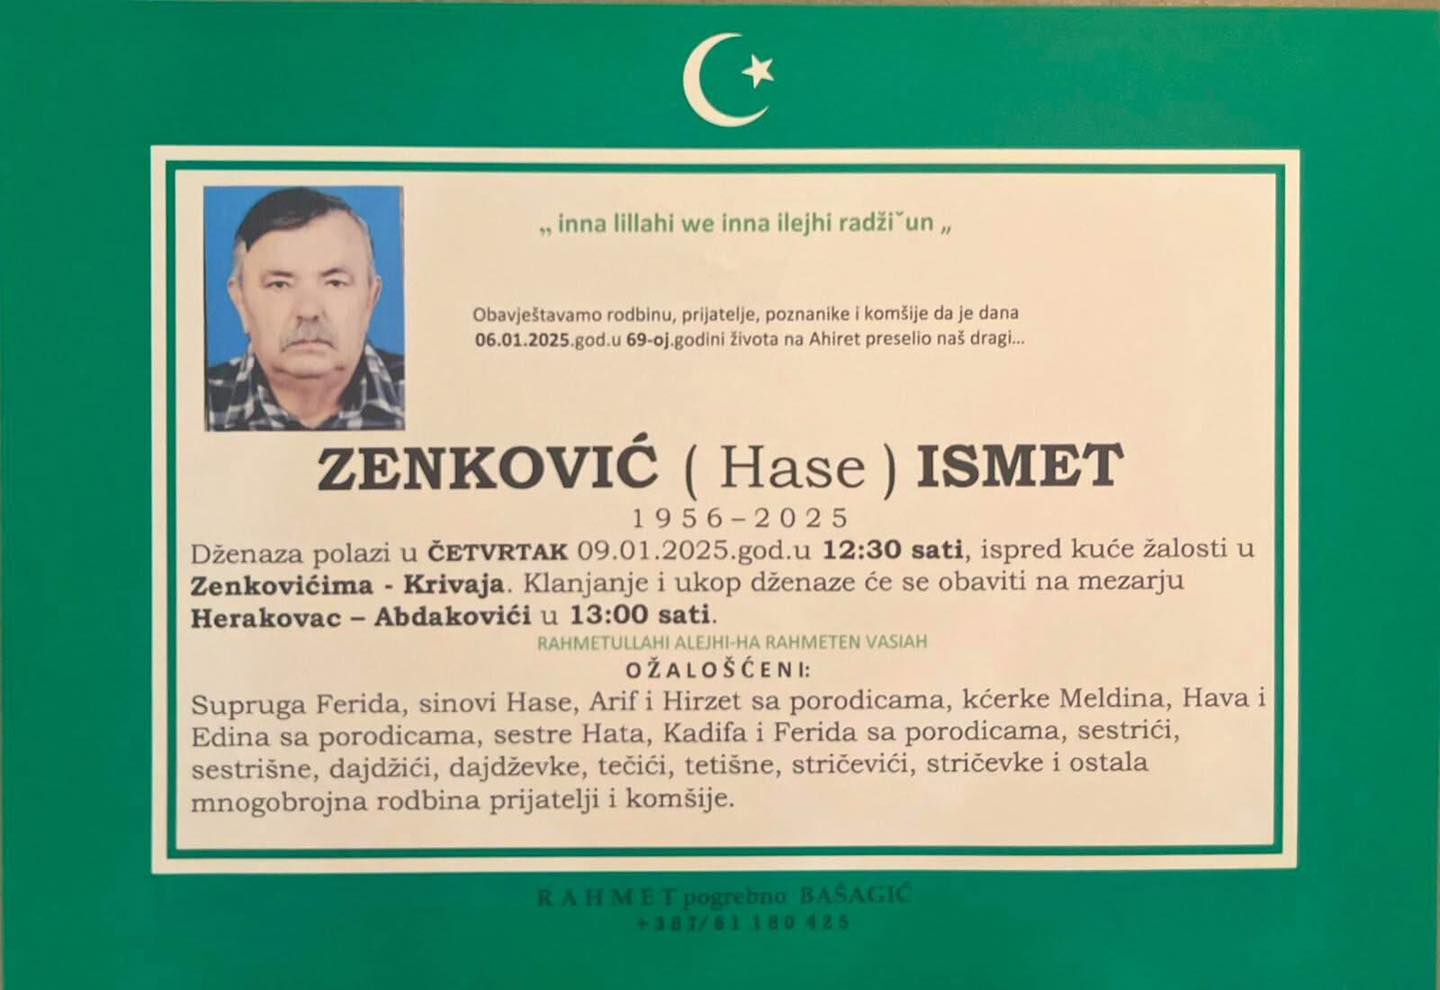 „ inna lillahi we inna ilejhi radžiˇun „
Obavještavamo rodbinu, prijatelje, poznanike i komšije da je dana
06.01.2025.god.u 69-oj.godini života na Ahiret preselio naš dragi...
ZENKOVIĆ ( Hase ) ISMET
1956–2025
Dženaza polazi u ČETVRTAK 09.01.2025.god.u 12:30 sati, ispred kuće žalosti u
Zenkovićima - Krivaja. Klanjanje i ukop dženaze će se obaviti na mezarju
Herakovac – Abdakovići u 13:00 sati.
RAHMETULLAHI ALEJHI-HA RAHMETEN VASIAH
OŽALOŠĆENI:
Supruga Ferida, sinovi Hase, Arif i Hirzet sa porodicama, kćerke Meldina, Hava i
Edina sa porodicama, sestre Hata, Kadifa i Ferida sa porodicama, sestrići,
sestrišne, dajdžići, dajdževke, tečići, tetišne, stričevići, stričevke i ostala
mnogobrojna rodbina prijatelji i komšije.
RAHMET pogrebno BAŠAGIĆ
+387/61 180 425